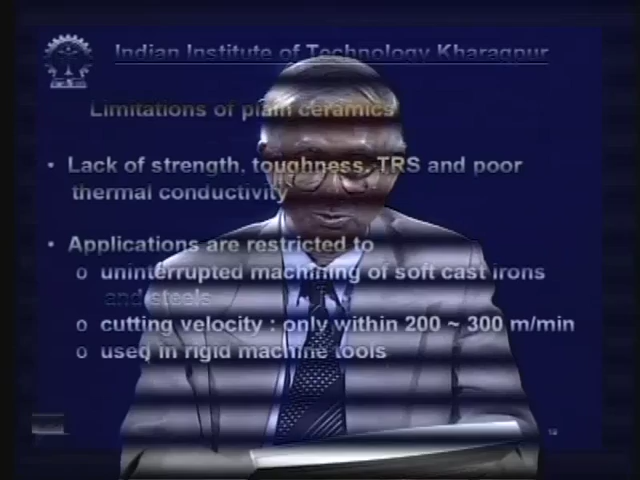 Indian Institute of Technology Kharagpur
Limitations of plain ceramics
• Lack of strength, toughness, TRS and poor
thermal conductivity
• Applications are restricted to
o uninterrupted machining of soft cast irons
and steels
o cutting velocity : only within 200 ~ 300 m/min
o used in rigid machine tools